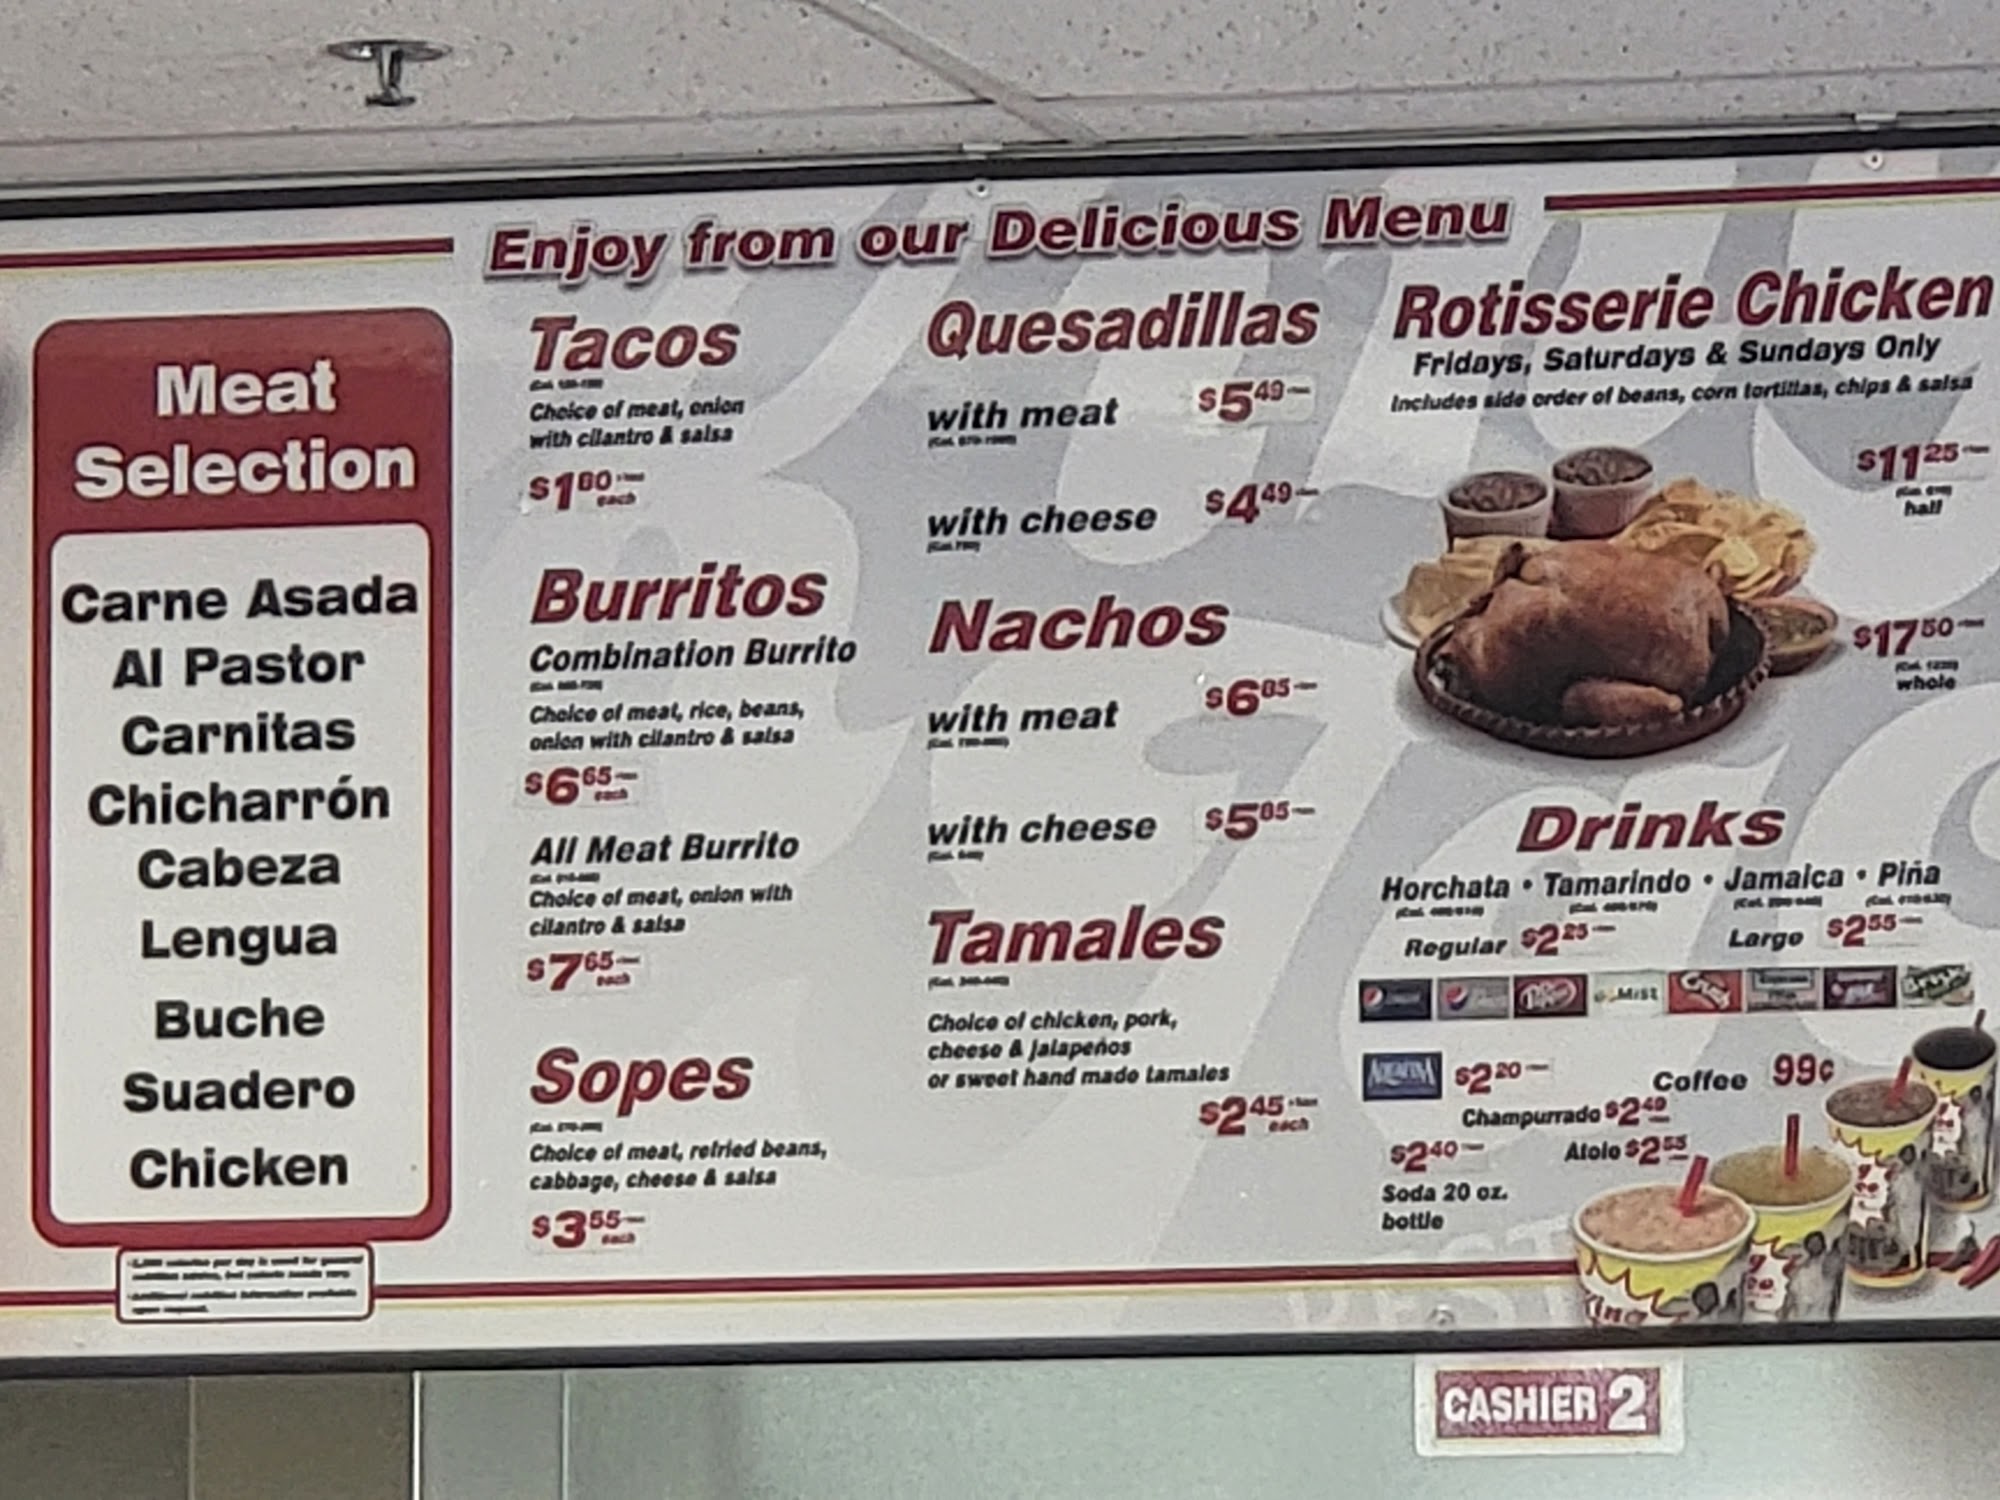 Enjoy from our Delicious Menu
Meat
Selection
Carne Asada
Al Pastor
Carnitas
Chicharrón
Cabeza
Lengua
Buche
Suadero
Chicken
Tacos
Choice of meat, onion
with cilantro & salsa
$1.80 each
Burritos
Combination Burrito
Choice of meat, rice, beans,
onion with cilantro & salsa
$6.65 each
All Meat Burrito
Choice of meat, onion with
cilantro & salsa
$7.65 each
Sopes
Choice of meat, refried beans,
cabbage, cheese & salsa
$3.55 each
Quesadillas
with meat $5.49
with cheese $4.49
Nachos
with meat $6.85
with cheese $5.85
Tamales
Choice of chicken, pork,
cheese & jalapeños
or sweet hand made tamales
$2.45 each
Rotisserie Chicken
Fridays, Saturdays & Sundays Only
Includes side order of beans, corn tortillas, chips & salsa
$11.25
half
$17.50
whole
Drinks
Horchata • Tamarindo • Jamaica • Piña
Regular $2.25 Large $2.55
Dr Pepper Mist Crush
AQUAFINA $2.20 Coffee 99¢
Champurrado $2.49
$2.40 Atole $2.55
Soda 20 oz.
bottle
CASHIER 2